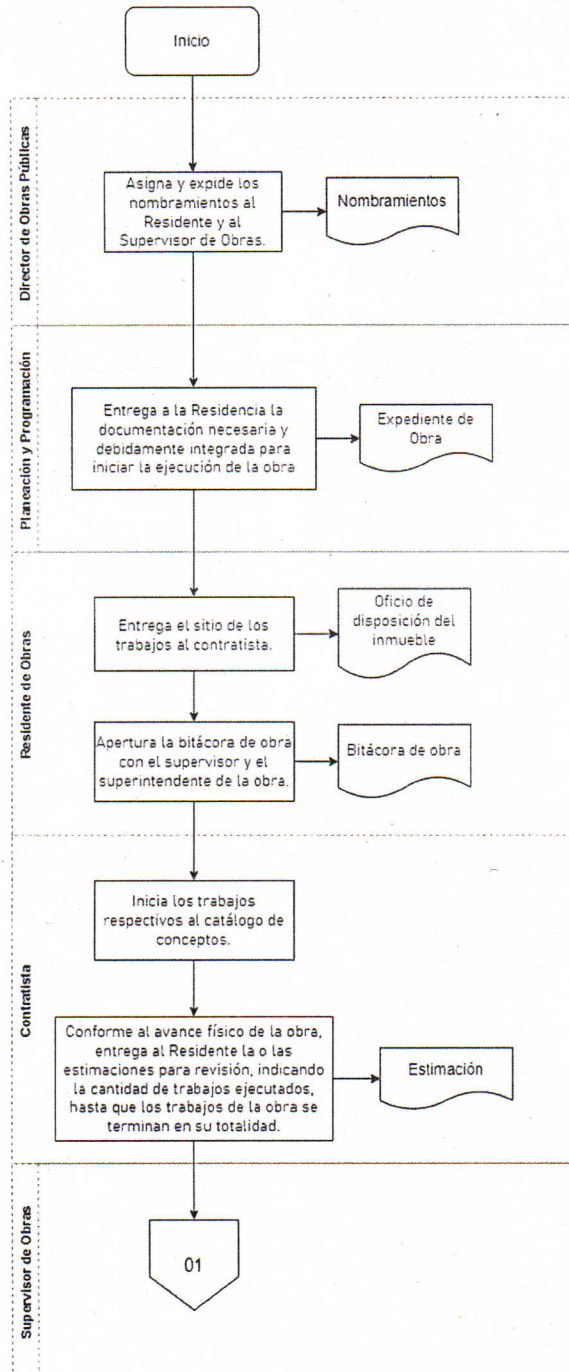 Inicio
Director de Obras Públicas
Asigna y expide los
nombramientos al
Residente y al
Supervisor de Obras.
Nombramientos
Planeación y Programación
Entrega a la Residencia la
documentación necesaria y
debidamente integrada para
iniciar la ejecución de la obra
Expediente de
Obra
Residente de Obras
Entrega el sitio de los
trabajos al contratista.
Oficio de
disposición del
inmueble
Apertura la bitácora de obra
con el supervisor y el
superintendente de la obra.
Bitácora de obra
Contratista
Inicia los trabajos
respectivos al catálogo de
conceptos.
Conforme al avance físico de la obra,
entrega al Residente la o las
estimaciones para revisión, indicando
la cantidad de trabajos ejecutados,
hasta que los trabajos de la obra se
terminan en su totalidad.
Estimación
Supervisor de Obras
01